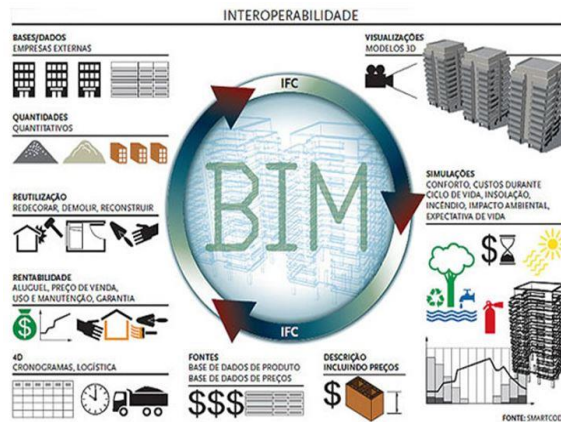 INTEROPERABILIDADE
BASES/DADOS
EMPRESAS EXTERNAS
QUANTIDADES
QUANTITATIVOS
REUTILIZAÇÃO
REDECORAR, DEMOLIR, RECONSTRUIR
RENTABILIDADE
ALUGUEL, PREÇO DE VENDA,
USO E MANUTENÇÃO, GARANTIA
$
4D
CRONOGRAMAS, LOGÍSTICA
IFC
BIM
IFC
FONTES
BASE DE DADOS DE PRODUTO
BASE DE DADOS DE PREÇOS
$$$
DESCRIÇÃO
INCLUINDO PREÇOS
$
VISUALIZAÇÕES
MODELOS 3D
SIMULAÇÕES
CONFORTO, CUSTOS DURANTE
CICLO DE VIDA, INSOLAÇÃO,
INCÊNDIO, IMPACTO AMBIENTAL,
EXPECTATIVA DE VIDA
$
FONTE: SMARTCOD